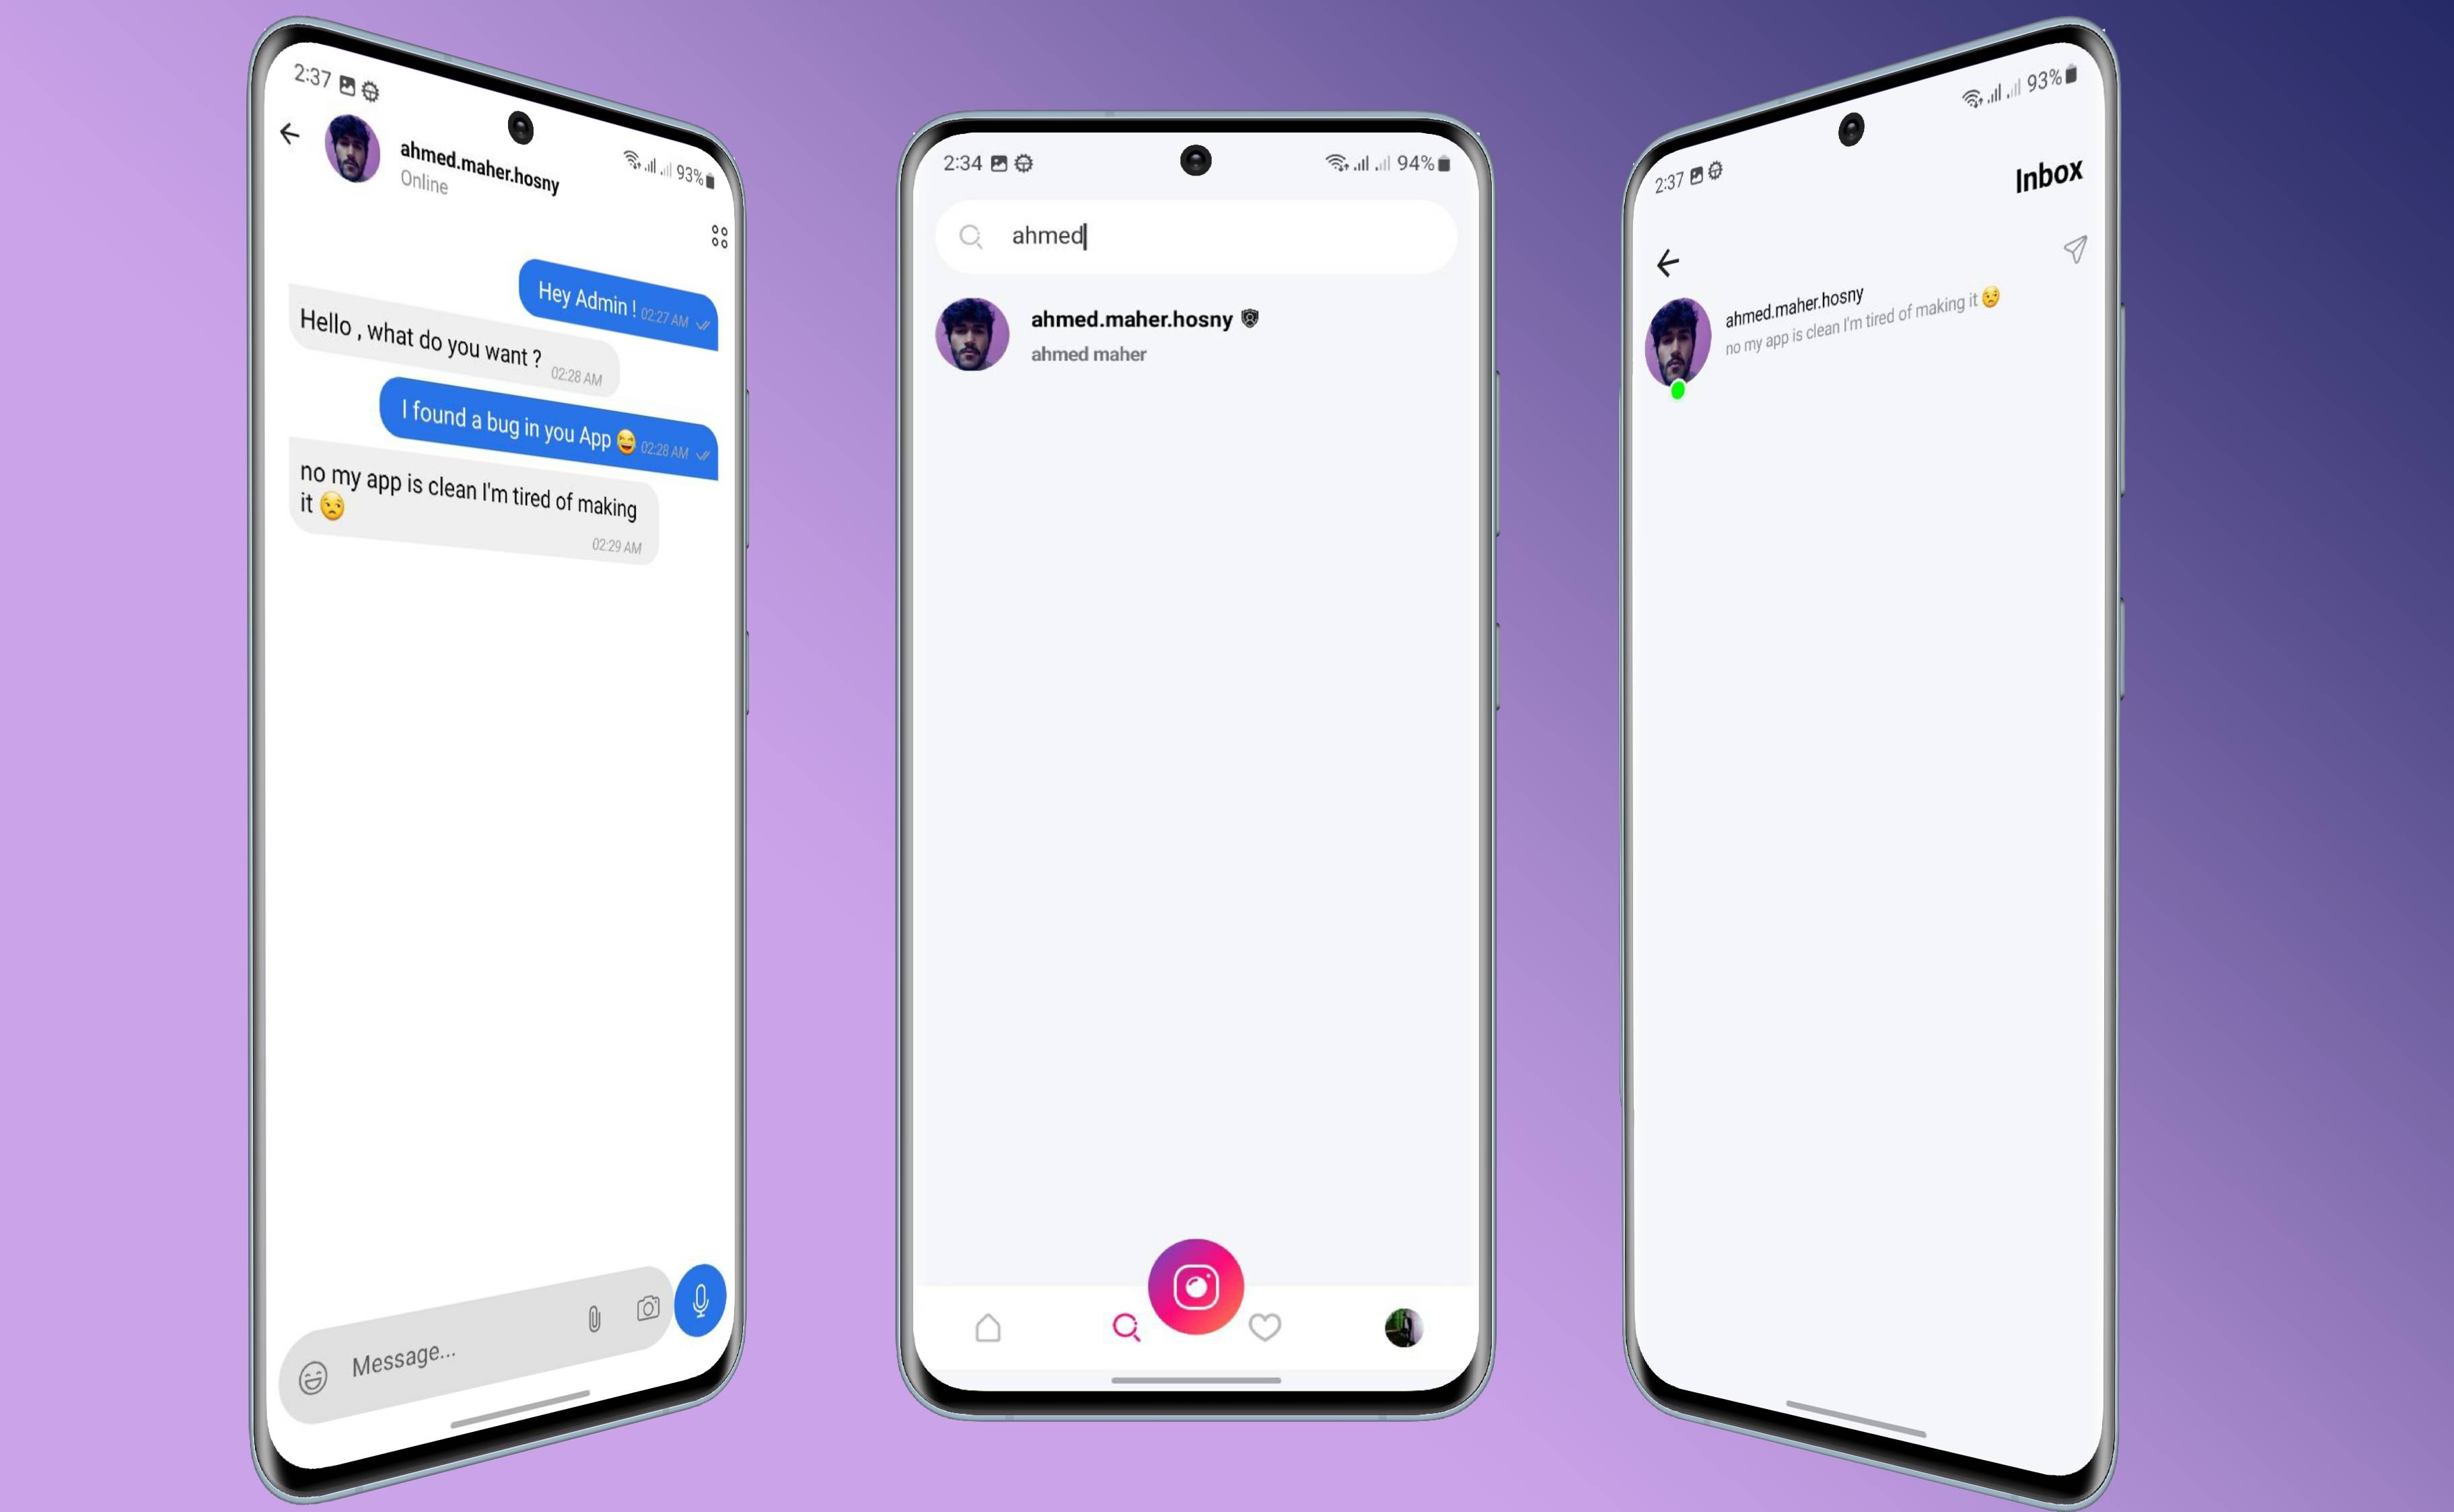 2:37
93%
ahmed.maher.hosny
Online
Hey Admin ! 02:27 AM
Hello , what do you want ? 02:28 AM
I found a bug in you App 😅 02:28 AM
no my app is clean I'm tired of making
it 😒
02:29 AM
Message...
2:34
94%
ahmed
ahmed.maher.hosny
ahmed maher
2:37
93%
Inbox
ahmed.maher.hosny
no my app is clean I'm tired of making it 😒